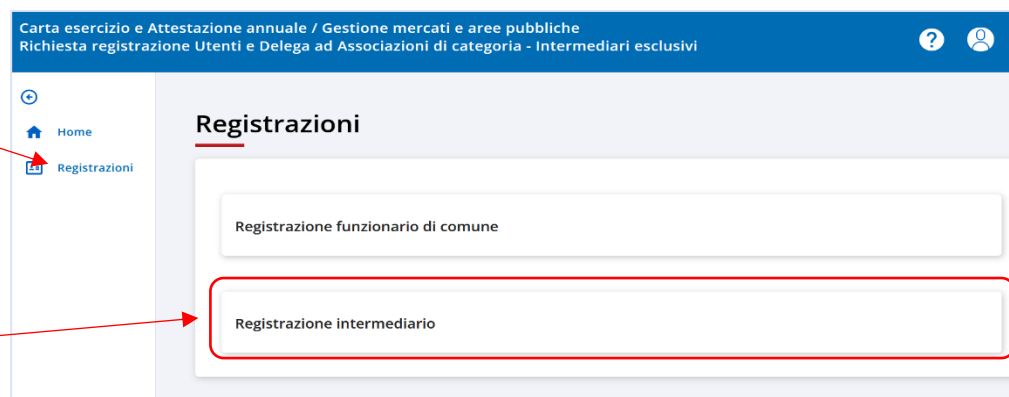 Carta esercizio e Attestazione annuale / Gestione mercati e aree pubbliche
Richiesta registrazione Utenti e Delega ad Associazioni di categoria - Intermediari esclusivi
?
Home
Registrazioni
Registrazioni
Registrazione funzionario di comune
Registrazione intermediario